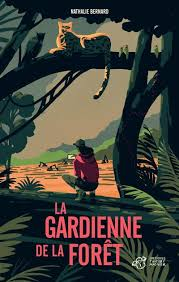 NATHALIE BERNARD
LA
GARDIENNE
DE LA FORÊT